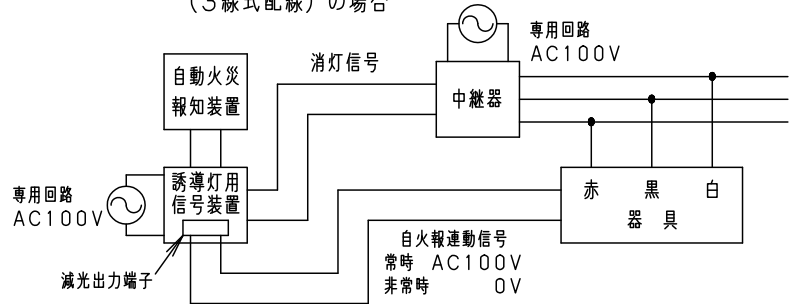 (3線式配線)の場合
専用回路
AC100V
消灯信号
自動火災
報知装置
中継器
誘導灯用
信号装置
専用回路
AC100V
赤 黒 白
器具
自火報連動信号
常時 AC100V
非常時 0V
減光出力端子